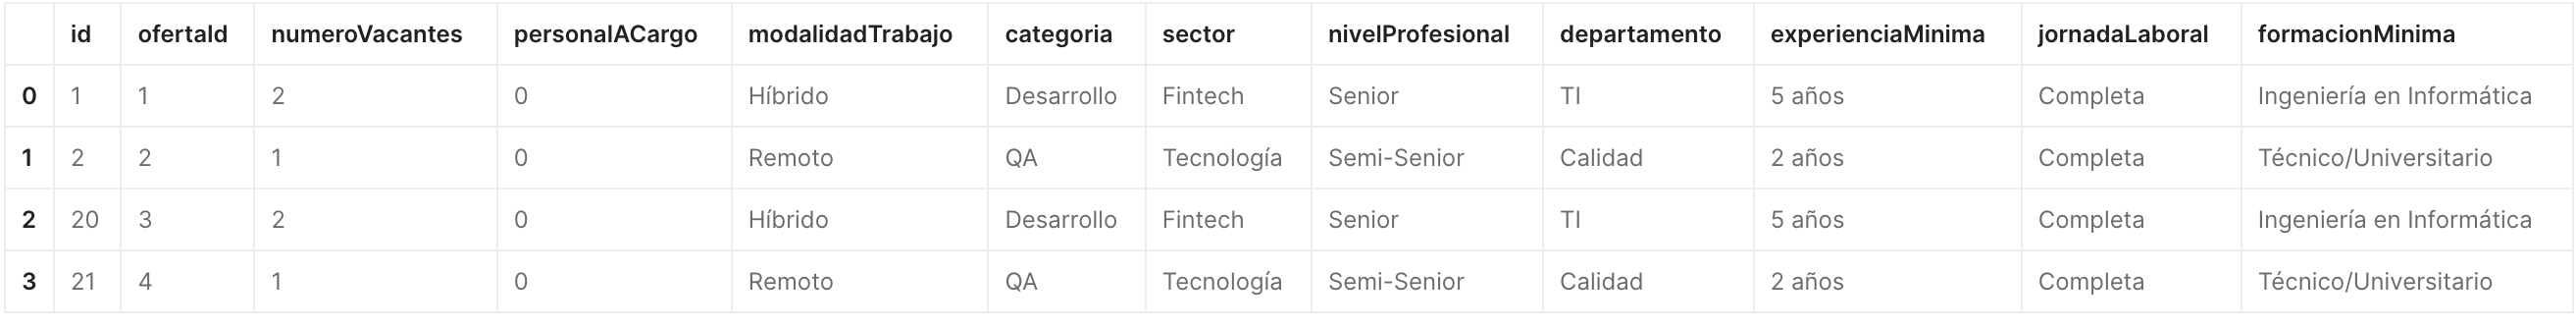 id ofertaId numeroVacantes personalACargo modalidadTrabajo categoria sector nivelProfesional departamento experienciaMinima jornadaLaboral formacionMinima
0 1 1 2 0 Híbrido Desarrollo Fintech Senior TI 5 años Completa Ingeniería en Informática
1 2 2 1 0 Remoto QA Tecnología Semi-Senior Calidad 2 años Completa Técnico/Universitario
2 20 3 2 0 Híbrido Desarrollo Fintech Senior TI 5 años Completa Ingeniería en Informática
3 21 4 1 0 Remoto QA Tecnología Semi-Senior Calidad 2 años Completa Técnico/Universitario